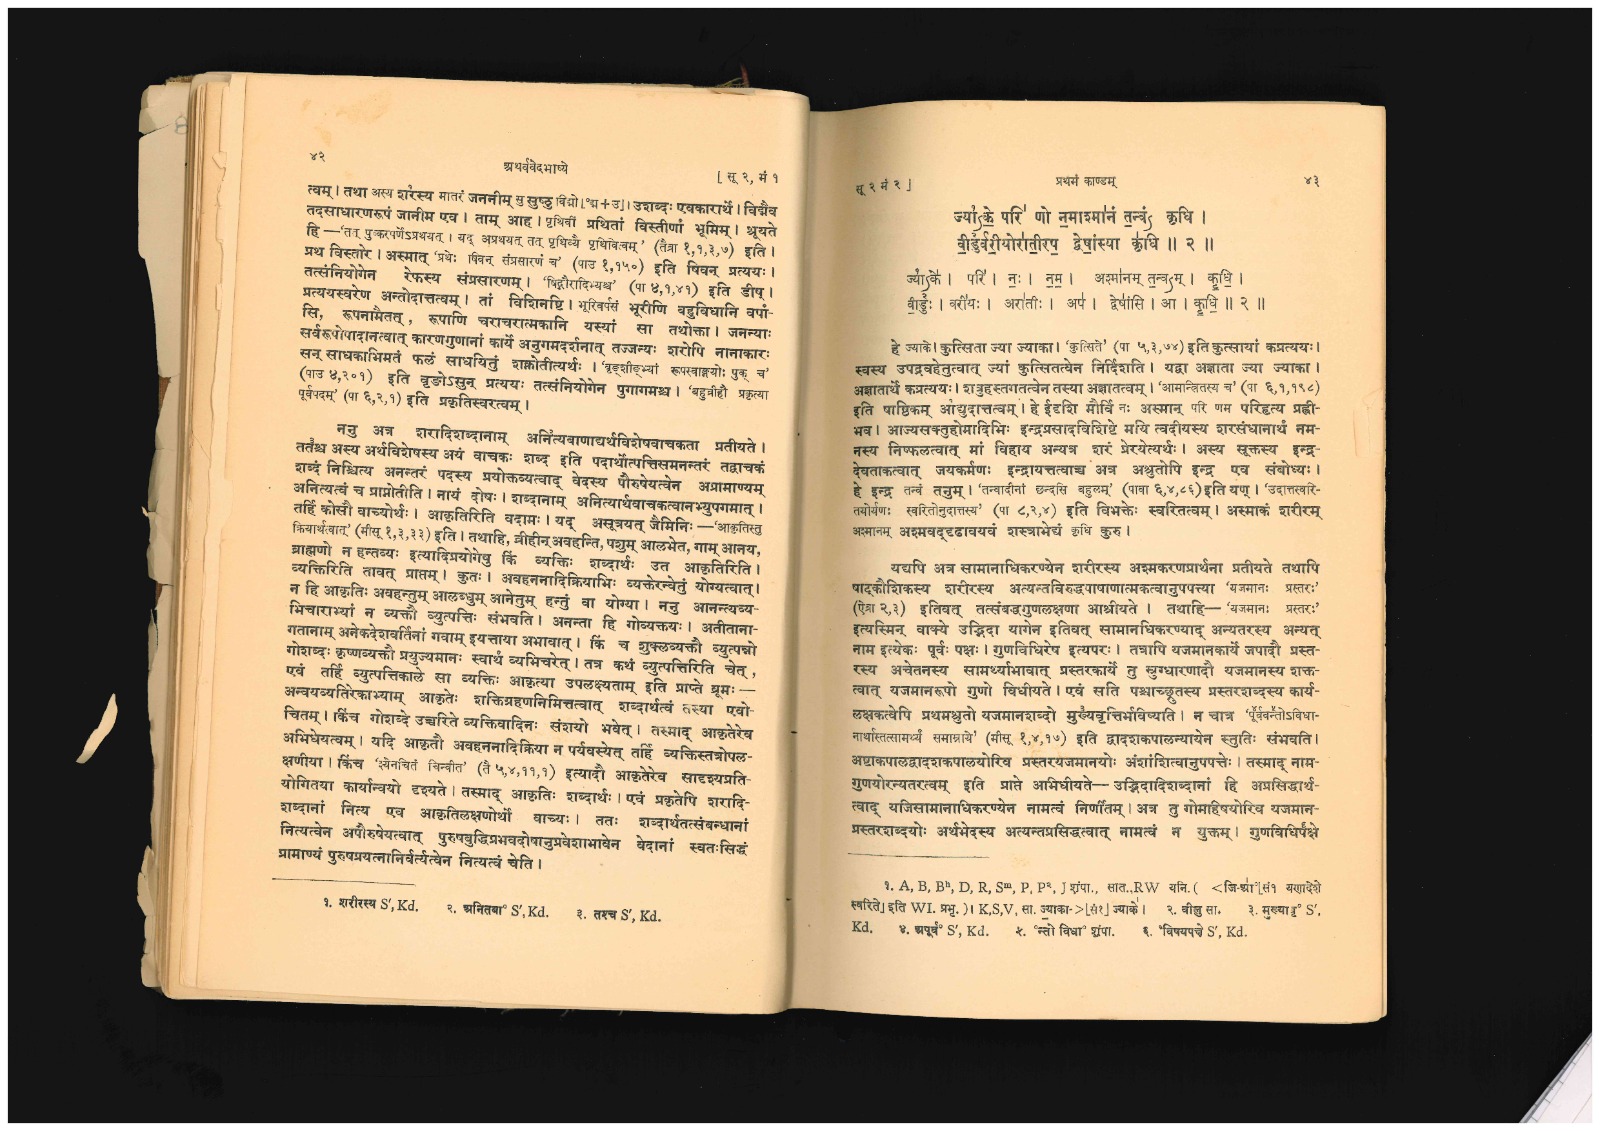 ४२
अथर्ववेदभाष्ये
[ सू २, मं १
त्वम् । तथा अस्य शरस्य मातरं जननीम् सु सुष्ठु विद्मो [°द्म + उ] । उशब्दः एवकारार्थे । विद्मैव
तदसाधारणरूपं जानीम एव । ताम् आह । पृथिवीं प्रथितां विस्तीर्णा भूमिम् । श्रूयते
हि — 'तत् पुष्करपर्णेऽप्रथयत् । यद् अप्रथयत् तत् पृथिव्यै पृथिवित्वम्' (तैब्रा १,१,३,७) इति ।
प्रथ विस्तारे । अस्मात् 'प्रथेः षिवन् संप्रसारणं च' (पाउ १,१५०) इति षिवन् प्रत्ययः ।
तत्संनियोगेन रेफस्य संप्रसारणम् । 'षिद्गौरादिभ्यश्च' (पा ४,१,४१) इति ङीष् ।
प्रत्ययस्वरेण अन्तोदात्तत्वम् । तां विशिनष्टि । भूरिवर्पसं भूरीणि बहुविधानि वर्पां-
सि, रूपनामैतत् , रूपाणि चराचरात्मकानि यस्यां सा तथोक्ता । जनन्याः
सर्वरूपोपादानत्वात् कारणगुणानां कार्ये अनुगमदर्शनात् तज्जन्यः शरोपि नानाकारः
सन् साधकाभिमतं फलं साधयितुं शक्नोतीत्यर्थः । 'वृङ्शीङ्भ्यां रूपस्वाङ्गयोः पुक् च'
(पाउ ४,२०१) इति वृङोऽसुन् प्रत्ययः तत्संनियोगेन पुगागमश्च । 'बहुव्रीहौ प्रकृत्या
पूर्वपदम्' (पा ६,२,१) इति प्रकृतिस्वरत्वम् ।
ननु अत्र शरादिशब्दानाम् अनित्यबाणाद्यर्थविशेषवाचकता प्रतीयते ।
ततश्च अस्य अर्थविशेषस्य अयं वाचकः शब्द इति पदार्थोत्पत्तिसमनन्तरं तद्वाचकं
शब्दं निश्चित्य अनन्तरं पदस्य प्रयोक्तव्यत्वाद् वेदस्य पौरुषेयत्वेन अप्रामाण्यम्
अनित्यत्वं च प्राप्नोतीति । नायं दोषः । शब्दानाम् अनित्यार्थवाचकत्वानभ्युपगमात् ।
तर्हि कोसौ वाच्योर्थः । आकृतिरिति वदामः । यद् असूत्रयत् जैमिनिः — 'आकृतिस्तु
क्रियार्थत्वात्' (मीसू १,३,३३) इति । तथाहि, व्रीहीन् अवहन्ति, पशुम् आलभेत, गाम् आनय,
ब्राह्मणो न हन्तव्यः इत्यादिप्रयोगेषु किं व्यक्तिः शब्दार्थः उत आकृतिरिति ।
व्यक्तिरिति तावत् प्राप्तम् । कुतः । अवहननादिक्रियाभिः व्यक्तेरन्वेतुं योग्यत्वात् ।
न हि आकृतिः अवहन्तुम् आलब्धुम् आनेतुम् हन्तुं वा योग्या । ननु आनन्त्यव्य-
भिचाराभ्यां न व्यक्तौ व्युत्पत्तिः संभवति । अनन्ता हि गोव्यक्तयः । अतीताना-
गतानाम् अनेकदेशवर्तिनां गवाम् इयत्ताया अभावात् । किं च शुक्लव्यक्तौ व्युत्पन्नो
गोशब्दः कृष्णव्यक्तौ प्रयुज्यमानः स्वार्थं व्यभिचरेत् । तत्र कथं व्युत्पत्तिरिति चेत् ,
एवं तर्हि व्युत्पत्तिकाले सा व्यक्तिः आकृत्या उपलक्ष्यताम् इति प्राप्ते ब्रूमः —
अन्वयव्यतिरेकाभ्याम् आकृतेः शक्तिग्रहणनिमित्तत्वात् शब्दार्थत्वं तस्या एवो-
चितम् । किंच गोशब्दे उच्चरिते व्यक्तिवादिनः संशयो भवेत् । तस्माद् आकृतेरेव
अभिधेयत्वम् । यदि आकृतौ अवहननादिक्रिया न पर्यवस्येत् तर्हि व्यक्तिस्तत्रोपल-
क्षणीया । किंच 'श्येनचितं चिन्वीत' (तै ५,४,११,१) इत्यादौ आकृतेरेव सादृश्यप्रति-
योगितया कार्यान्वयो दृश्यते । तस्माद् आकृतिः शब्दार्थः । एवं प्रकृतेपि शरादि-
शब्दानां नित्य एव आकृतिलक्षणोर्थो वाच्यः । ततः शब्दार्थतत्संबन्धानां
नित्यत्वेन अपौरुषेयत्वात् पुरुषबुद्धिप्रभवदोषानुप्रवेशाभावेन वेदानां स्वतःसिद्धं
प्रामाण्यं पुरुषप्रयत्नानिर्वर्त्यत्वेन नित्यत्वं चेति ।
१. शरीरस्य S′, Kd. २. अनितबा° S′, Kd. ३. तश्च S′, Kd.
सू २ मं २ ]
प्रथमं काण्डम्
४३
ज्या॑ऽके॒ परि॑ णो न॒माश्मा॑नं त॒न्वं॑ऽ कृधि ।
वी॒डुर्वरी॒योरा॑ती॒रप॒ द्वेषां॒स्या कृ॑धि ॥ २ ॥
ज्या॑ऽके॑ । परि॑ । नः॒ । नम॒ । अश्मा॑नम् त॒न्वऽम् । कृ॒धि॒ ।
वी॒डुः॑ । वरी॑यः । अरा॑तीः । अप॑ । द्वेषां॑सि । आ । कृ॒धि॒ ॥ २ ॥
हे ज्याके । कुत्सिता ज्या ज्याका । 'कुत्सिते' (पा ५,३,७४) इति कुत्सायां कप्रत्ययः ।
स्वस्य उपद्रवहेतुत्वात् ज्यां कुत्सितत्वेन निर्दिशति । यद्वा अज्ञाता ज्या ज्याका ।
अज्ञातार्थे कप्रत्ययः । शत्रुहस्तगतत्वेन तस्या अज्ञातत्वम् । 'आमन्त्रितस्य च' (पा ६,१,१९८)
इति षाष्ठिकम् आद्युदात्तत्वम् । हे ईदृशि मौर्वि नः अस्मान् परि णम परिहृत्य प्रह्वी-
भव । आज्यसक्तुहोमादिभिः इन्द्रप्रसादविशिष्टे मयि त्वदीयस्य शरसंधानार्थं नम-
नस्य निष्फलत्वात् मां विहाय अन्यत्र शरं प्रेरयेत्यर्थः । अस्य सूक्तस्य इन्द्र-
देवताकत्वात् जयकर्मणः इन्द्रायत्तत्वाच्च अत्र अश्रुतोपि इन्द्र एव संबोध्यः ।
हे इन्द्र तन्वं तनुम् । 'तन्वादीनां छन्दसि बहुलम्' (पावा ६,४,८६) इति यण् । 'उदात्तस्वरि-
तयोर्यणः स्वरितोनुदात्तस्य' (पा ८,२,४) इति विभक्तेः स्वरितत्वम् । अस्माकं शरीरम्
अश्मानम् अश्मवद्दृढावयवं शस्त्राभेद्यं कृधि कुरु ।
यद्यपि अत्र सामानाधिकरण्येन शरीरस्य अश्मकरणप्रार्थना प्रतीयते तथापि
षाट्कौशिकस्य शरीरस्य अत्यन्तविरुद्धपाषाणात्मकत्वानुपपत्त्या 'यजमानः प्रस्तरः'
(ऐब्रा २,३) इतिवत् तत्संबद्धगुणलक्षणा आश्रीयते । तथाहि— 'यजमानः प्रस्तरः'
इत्यस्मिन् वाक्ये उद्भिदा यागेन इतिवत् सामानधिकरण्याद् अन्यतरस्य अन्यत्
नाम इत्येकः पूर्वः पक्षः । गुणविधिरेष इत्यपरः । तत्रापि यजमानकार्ये जपादौ प्रस्त-
रस्य अचेतनस्य सामर्थ्याभावात् प्रस्तरकार्ये तु स्रुग्धारणादौ यजमानस्य शक्त-
त्वात् यजमानरूपो गुणो विधीयते । एवं सति पश्चाच्छ्रुतस्य प्रस्तरशब्दस्य कार्य-
लक्षकत्वेपि प्रथमश्रुतो यजमानशब्दो मुख्यवृत्तिर्भविष्यति । न चात्र 'पूर्ववन्तोऽविधा-
नार्थास्तत्सामर्थ्यं समाम्नाये' (मीसू १,४,१७) इति द्वादशकपालन्यायेन स्तुतिः संभवति ।
अष्टाकपालद्वादशकपालयोरिव प्रस्तरयजमानयोः अंशांशित्वानुपपत्तेः । तस्माद् नाम-
गुणयोरन्यतरत्वम् इति प्राप्ते अभिधीयते— उद्भिदादिशब्दानां हि अप्रसिद्धार्थ-
त्वाद् यजिसामानाधिकरण्येन नामत्वं निर्णीतम् । अत्र तु गोमहिषयोरिव यजमान-
प्रस्तरशब्दयोः अर्थभेदस्य अत्यन्तप्रसिद्धत्वात् नामत्वं न युक्तम् । गुणविधिर्पक्षे
१. A, B, Bʰ, D, R, Sᵐ, P, P², J शंपा., सात.,RW यनि.
स्वरिते] इति WI. प्रभृ. )। K,S,V, सा. ज्याका->[सं१] ज्याके॑ । २. वीळु सा. ३. मुख्यावृ° S′,
Kd. ४. अपूर्व° S′, Kd. ५. °न्तो विधा° शंपा. ६. °विषयपक्षे S′, Kd.